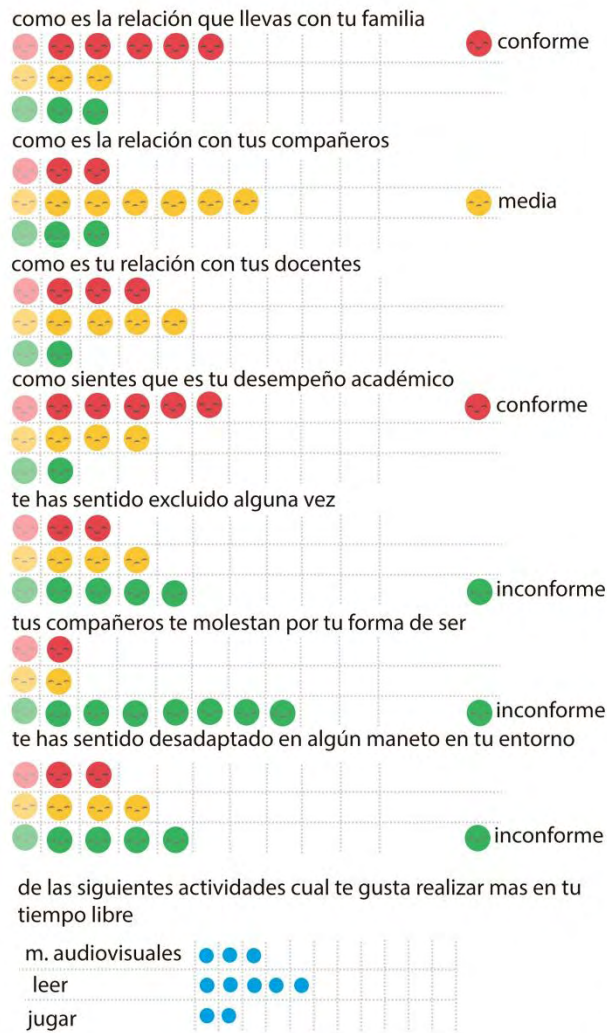 como es la relación que llevas con tu familia
conforme
como es la relación con tus compañeros
media
como es tu relación con tus docentes
como sientes que es tu desempeño académico
conforme
te has sentido excluido alguna vez
inconforme
tus compañeros te molestan por tu forma de ser
inconforme
te has sentido desadaptado en algún maneto en tu entorno
inconforme
de las siguientes actividades cual te gusta realizar mas en tu
tiempo libre
m. audiovisuales
leer
jugar